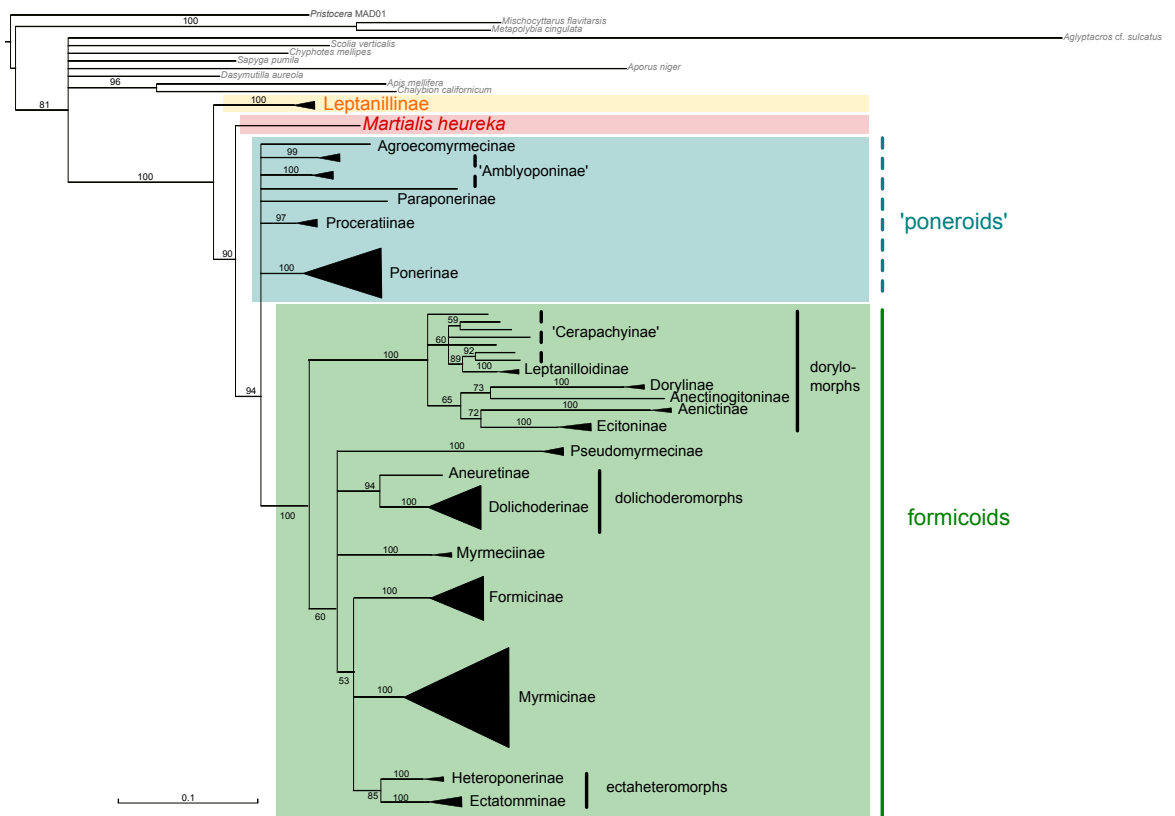 Pristocera MAD01
100
Mischocyttarus flavitarsis
Metapolybia cingulata
Aglyptacros cf. sulcatus
Scolia verticalis
Chyphotes mellipes
Sapyga pumila
Aporus niger
Dasymutilla aureola
96
Apis mellifera
Chalybion californicum
81
100
Leptanillinae
Martialis heureka
100
90
94
Agroecomyrmecinae
99
100
'Amblyoponinae'
Paraponerinae
97
Proceratiinae
100
Ponerinae
'poneroids'
100
100
59
60
92
89
100
'Cerapachyinae'
Leptanilloidinae
65
73
100
Dorylinae
Anectinogitoninae
72
100
Aenictinae
100
Ecitoninae
dorylo-
morphs
60
100
Pseudomyrmecinae
94
Aneuretinae
100
Dolichoderinae
dolichoderomorphs
100
Myrmeciinae
formicoids
53
100
Formicinae
100
Myrmicinae
85
100
Heteroponerinae
100
Ectatomminae
ectaheteromorphs
0.1